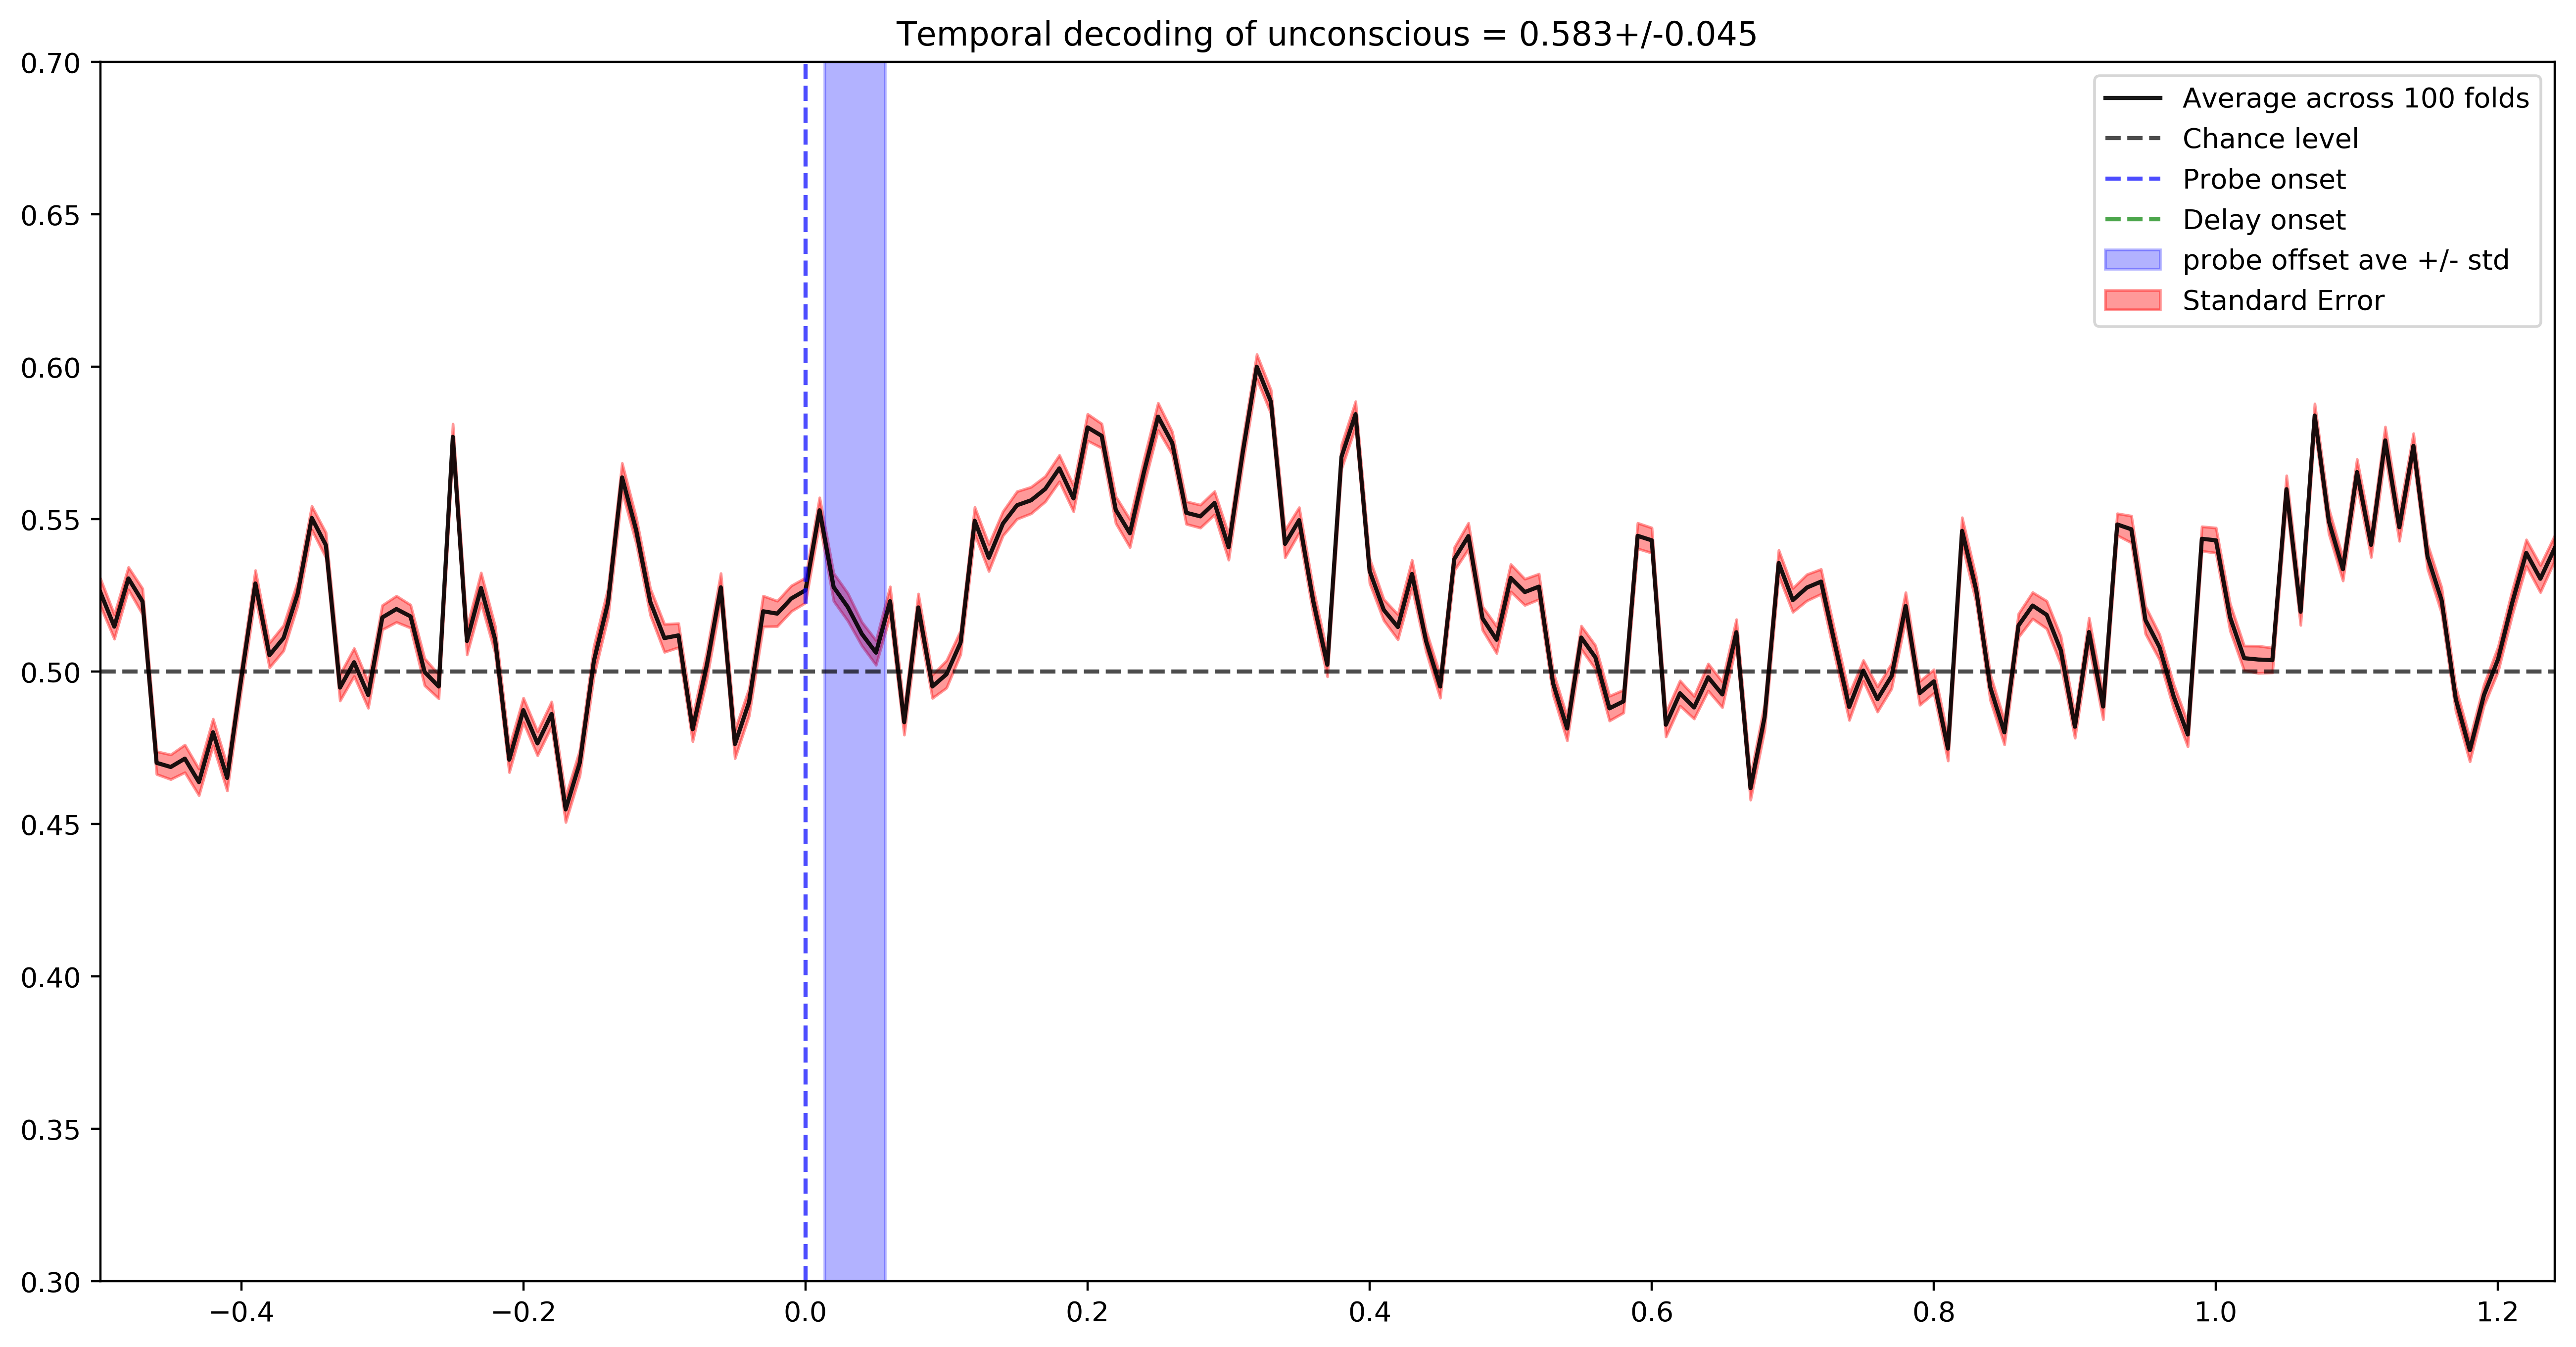 Temporal decoding of unconscious = 0.583+/-0.045
0.70
0.65
0.60
0.55
0.50
0.45
0.40
0.35
0.30
Average across 100 folds
Chance level
Probe onset
Delay onset
probe offset ave +/- std
Standard Error
−0.4 −0.2 0.0 0.2 0.4 0.6 0.8 1.0 1.2